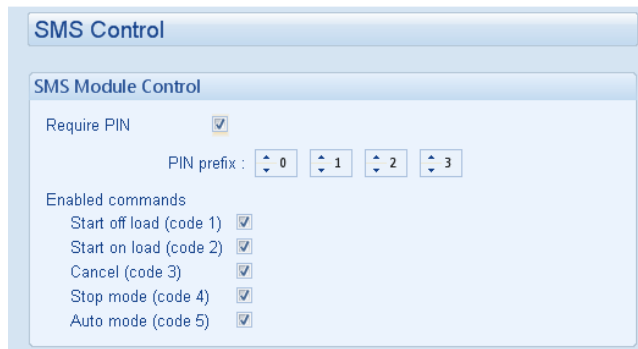 SMS Control
SMS Module Control
Require PIN
PIN prefix : 0 1 2 3
Enabled commands
Start off load (code 1)
Start on load (code 2)
Cancel (code 3)
Stop mode (code 4)
Auto mode (code 5)